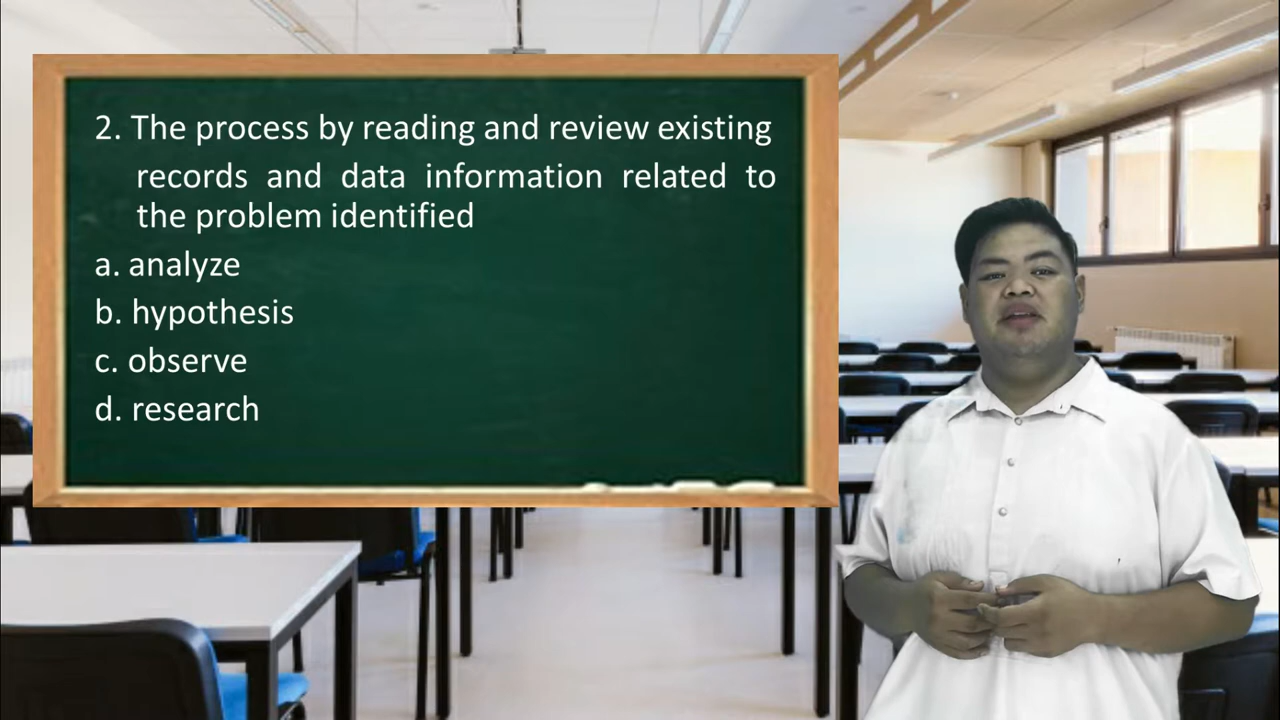 2. The process by reading and review existing
records and data information related to
the problem identified
a. analyze
b. hypothesis
c. observe
d. research